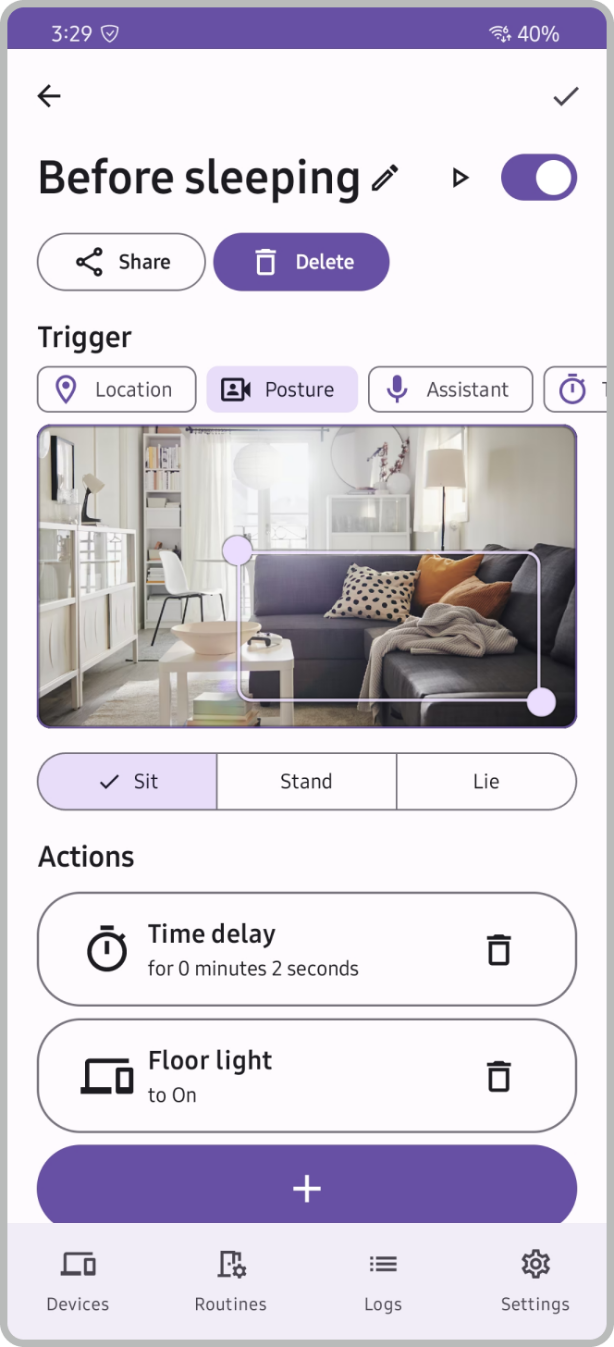 3:29 40%
Before sleeping
Share Delete
Trigger
Location Posture Assistant T
Sit Stand Lie
Actions
Time delay
for 0 minutes 2 seconds
Floor light
to On
+
Devices Routines Logs Settings